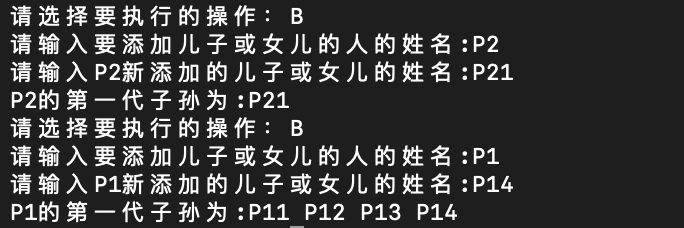 请选择要执行的操作： B
请输入要添加儿子或女儿的人的姓名:P2
请输入P2新添加的儿子或女儿的姓名:P21
P2的第一代子孙为:P21
请选择要执行的操作： B
请输入要添加儿子或女儿的人的姓名:P1
请输入P1新添加的儿子或女儿的姓名:P14
P1的第一代子孙为:P11 P12 P13 P14